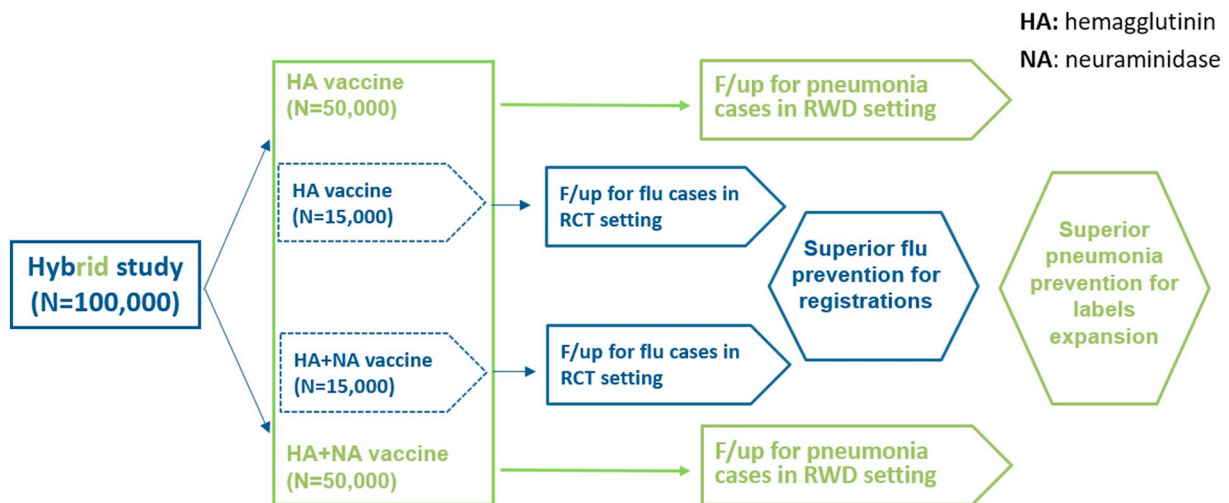 HA: hemagglutinin
NA: neuraminidase
HA vaccine
(N=50,000)
F/up for pneumonia
cases in RWD setting
HA vaccine
(N=15,000)
F/up for flu cases in
RCT setting
Hybrid study
(N=100,000)
Superior flu
prevention for
registrations
Superior
pneumonia
prevention for
labels
expansion
HA+NA vaccine
(N=15,000)
F/up for flu cases in
RCT setting
HA+NA vaccine
(N=50,000)
F/up for pneumonia
cases in RWD setting